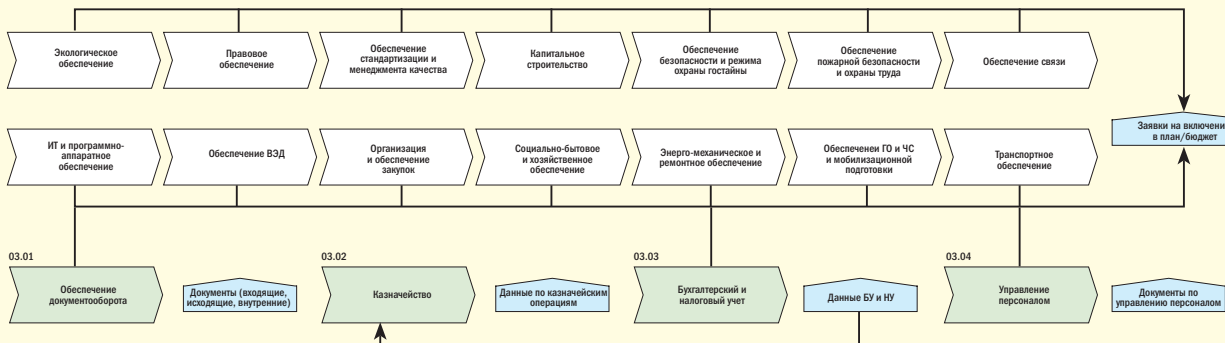 Экологическое
обеспечение
Правовое
обеспечение
Обеспечение
стандартизации и
менеджмента качества
Капитальное
строительство
Обеспечение
безопасности и режима
охраны гостайны
Обеспечение
пожарной безопасности
и охраны труда
Обеспечение связи
Заявки на включени
в план/бюджет
ИТ и программно-
аппаратное
обеспечение
Обеспечение ВЭД
Организация
и обеспечение
закупок
Социально-бытовое
и хозяйственное
обеспечение
Энерго-механическое и
ремонтное обеспечение
Обеспеченеи ГО и ЧС
и мобилизационной
подготовки
Транспортное
обеспечение
03.01
Обеспечение
документооборота
Документы (входящие,
исходящие, внутренние)
03.02
Казначейство
Данные по казначейским
операциям
03.03
Бухгалтерский и
налоговый учет
Данные БУ и НУ
03.04
Управление
персоналом
Документы по
управлению персоналом